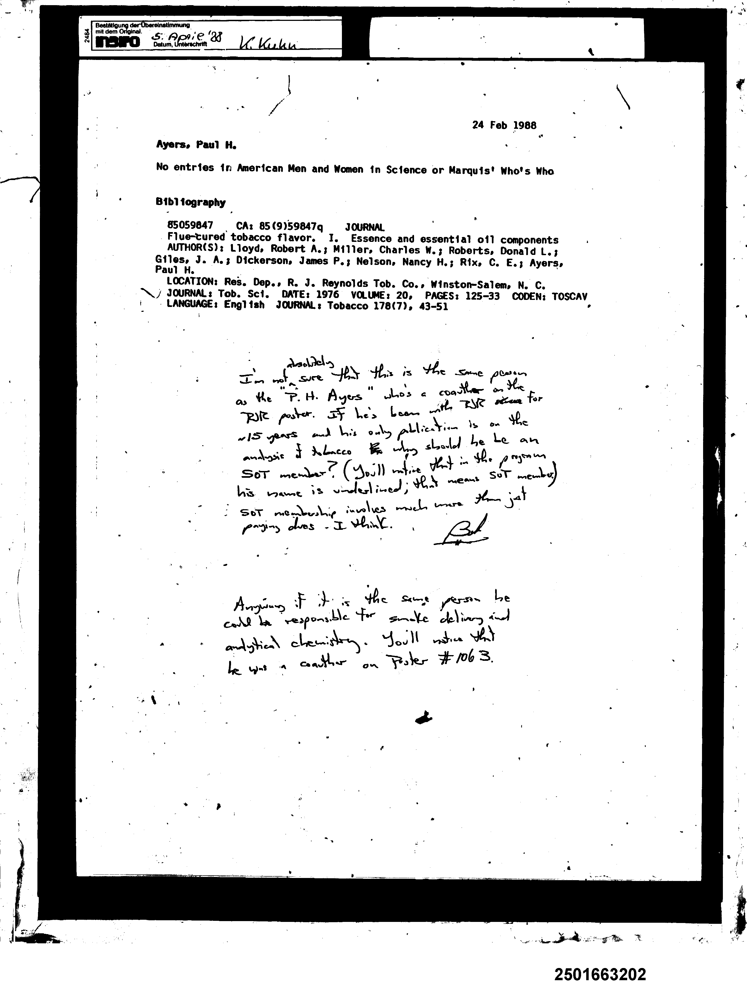 2484
Bestätigung der Übereinstimmung
mit dem Original.
INBIFO 5. April '88 K. Kuhn
Datum, Unterschrift
24 Feb 1988
Ayers, Paul H.
No entries in American Men and Women in Science or Marquis' Who's Who
Bibliography
85059847 CA: 85(9)59847q JOURNAL
Flue-cured tobacco flavor. I. Essence and essential oil components
AUTHOR(S): Lloyd, Robert A.; Miller, Charles W.; Roberts, Donald L.;
Giles, J. A.; Dickerson, James P.; Nelson, Nancy H.; Rix, C. E.; Ayers,
Paul H.
LOCATION: Res. Dep., R. J. Reynolds Tob. Co., Winston-Salem, N. C.
JOURNAL: Tob. Sci. DATE: 1976 VOLUME: 20, PAGES: 125-33 CODEN: TOSCAV
LANGUAGE: English JOURNAL: Tobacco 178(7), 43-51
absolutely
I'm not sure that this is the same person
as the "P. H. Ayers" who's a coauthor on the
RJR poster. If he's been with RJR for
~15 years and his only publication is on the
analysis of tobacco why should he be an
SOT member? (You'll notice that in the program
his name is underlined; that means SOT member)
SOT membership involves much more than just
paying dues - I think.
Bob
Anyway if it is the same person he
could be responsible for smoke delivery and
analytical chemistry. You'll notice that
he was a coauthor on Poster #1063.
2501663202